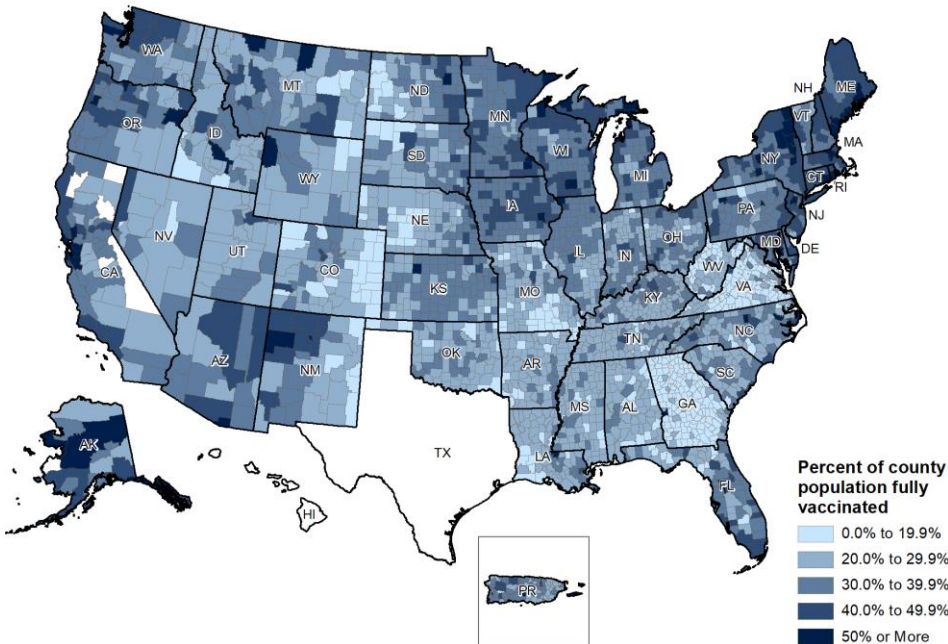 WA
MT
ND
MN
NH
ME
VT
OR
ID
SD
WI
MI
NY
MA
WY
CT
RI
IA
PA
NJ
NE
NV
UT
CO
IL
IN
OH
MD
DE
CA
WV
VA
KS
MO
KY
NC
TN
AZ
NM
OK
AR
SC
MS
AL
GA
AK
TX
LA
FL
HI
PR
Percent of county
population fully
vaccinated
0.0% to 19.9%
20.0% to 29.9%
30.0% to 39.9%
40.0% to 49.9%
50% or More